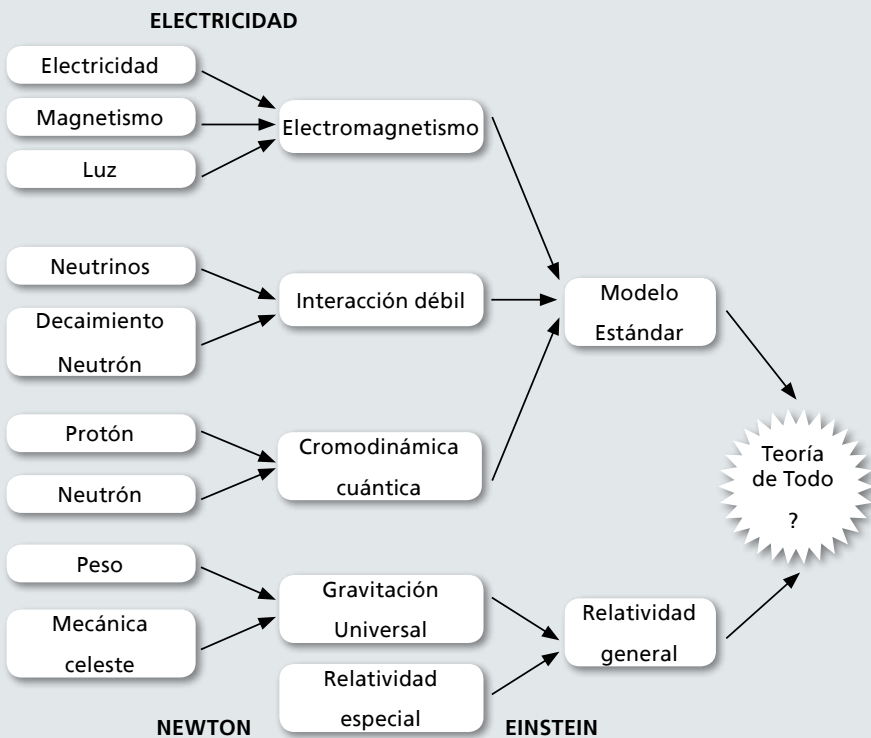 ELECTRICIDAD
Electricidad
Magnetismo
Luz
Electromagnetismo
Neutrinos
Decaimiento
Neutrón
Interacción débil
Modelo
Estándar
Protón
Neutrón
Cromodinámica
cuántica
Teoría
de Todo
?
Peso
Mecánica
celeste
Gravitación
Universal
Relatividad
especial
Relatividad
general
NEWTON
EINSTEIN